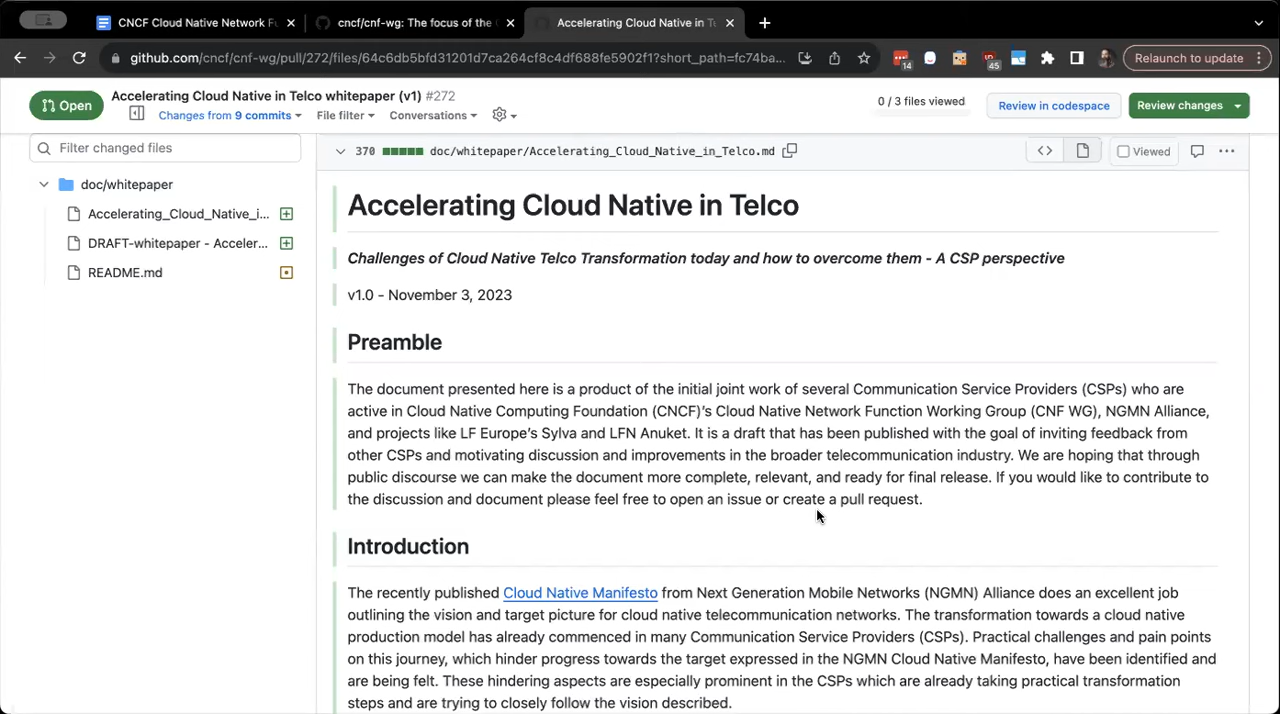 CNCF Cloud Native Network F
cncf/cnf-wg: The focus of the
Accelerating Cloud Native in Te
github.com/cncf/cnf-wg/pull/272/files/64c6db5bfd31201d7ca264cf8c4df688fe5902f1?short_path=fc74ba...
14
45
Relaunch to update
Open
Accelerating Cloud Native in Telco whitepaper (v1) #272
Changes from 9 commits
File filter
Conversations
0 / 3 files viewed
Review in codespace
Review changes
Filter changed files
370 doc/whitepaper/Accelerating_Cloud_Native_in_Telco.md
Viewed
doc/whitepaper
Accelerating_Cloud_Native_i...
DRAFT-whitepaper - Acceler...
README.md
Accelerating Cloud Native in Telco
Challenges of Cloud Native Telco Transformation today and how to overcome them - A CSP perspective
v1.0 - November 3, 2023
Preamble
The document presented here is a product of the initial joint work of several Communication Service Providers (CSPs) who are
active in Cloud Native Computing Foundation (CNCF)'s Cloud Native Network Function Working Group (CNF WG), NGMN Alliance,
and projects like LF Europe's Sylva and LFN Anuket. It is a draft that has been published with the goal of inviting feedback from
other CSPs and motivating discussion and improvements in the broader telecommunication industry. We are hoping that through
public discourse we can make the document more complete, relevant, and ready for final release. If you would like to contribute to
the discussion and document please feel free to open an issue or create a pull request.
Introduction
The recently published Cloud Native Manifesto from Next Generation Mobile Networks (NGMN) Alliance does an excellent job
outlining the vision and target picture for cloud native telecommunication networks. The transformation towards a cloud native
production model has already commenced in many Communication Service Providers (CSPs). Practical challenges and pain points
on this journey, which hinder progress towards the target expressed in the NGMN Cloud Native Manifesto, have been identified and
are being felt. These hindering aspects are especially prominent in the CSPs which are already taking practical transformation
steps and are trying to closely follow the vision described.